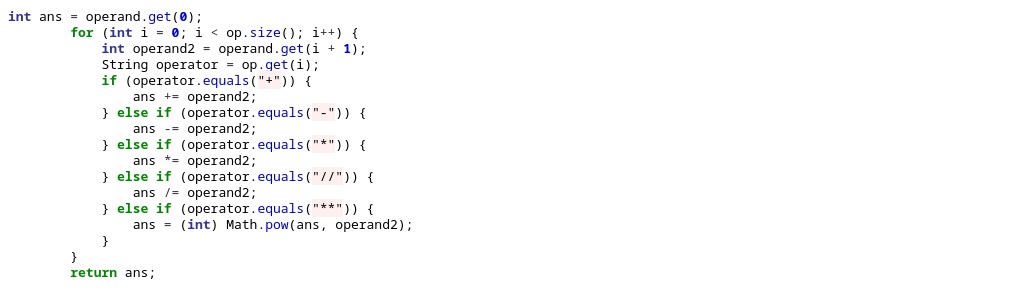 int ans = operand.get(0);
for (int i = 0; i < op.size(); i++) {
int operand2 = operand.get(i + 1);
String operator = op.get(i);
if (operator.equals("+")) {
ans += operand2;
} else if (operator.equals("-")) {
ans -= operand2;
} else if (operator.equals("*")) {
ans *= operand2;
} else if (operator.equals("//")) {
ans /= operand2;
} else if (operator.equals("**")) {
ans = (int) Math.pow(ans, operand2);
}
}
return ans;